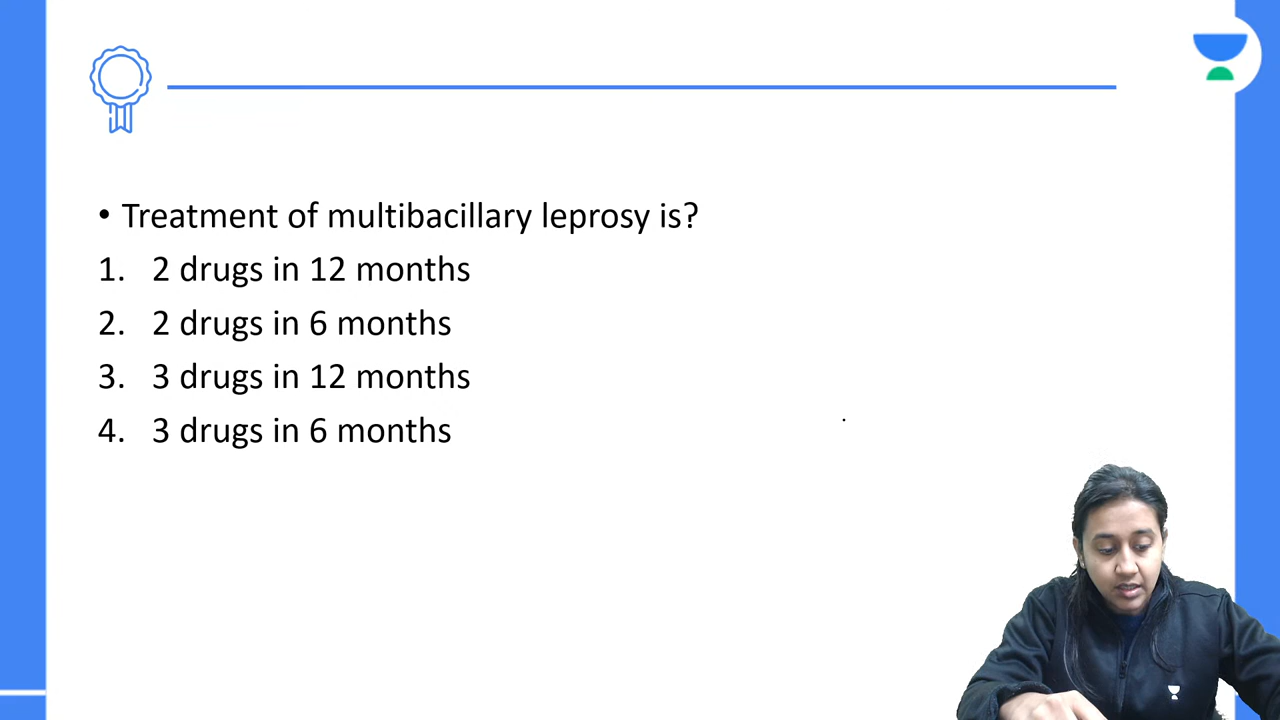 • Treatment of multibacillary leprosy is?
1. 2 drugs in 12 months
2. 2 drugs in 6 months
3. 3 drugs in 12 months
4. 3 drugs in 6 months